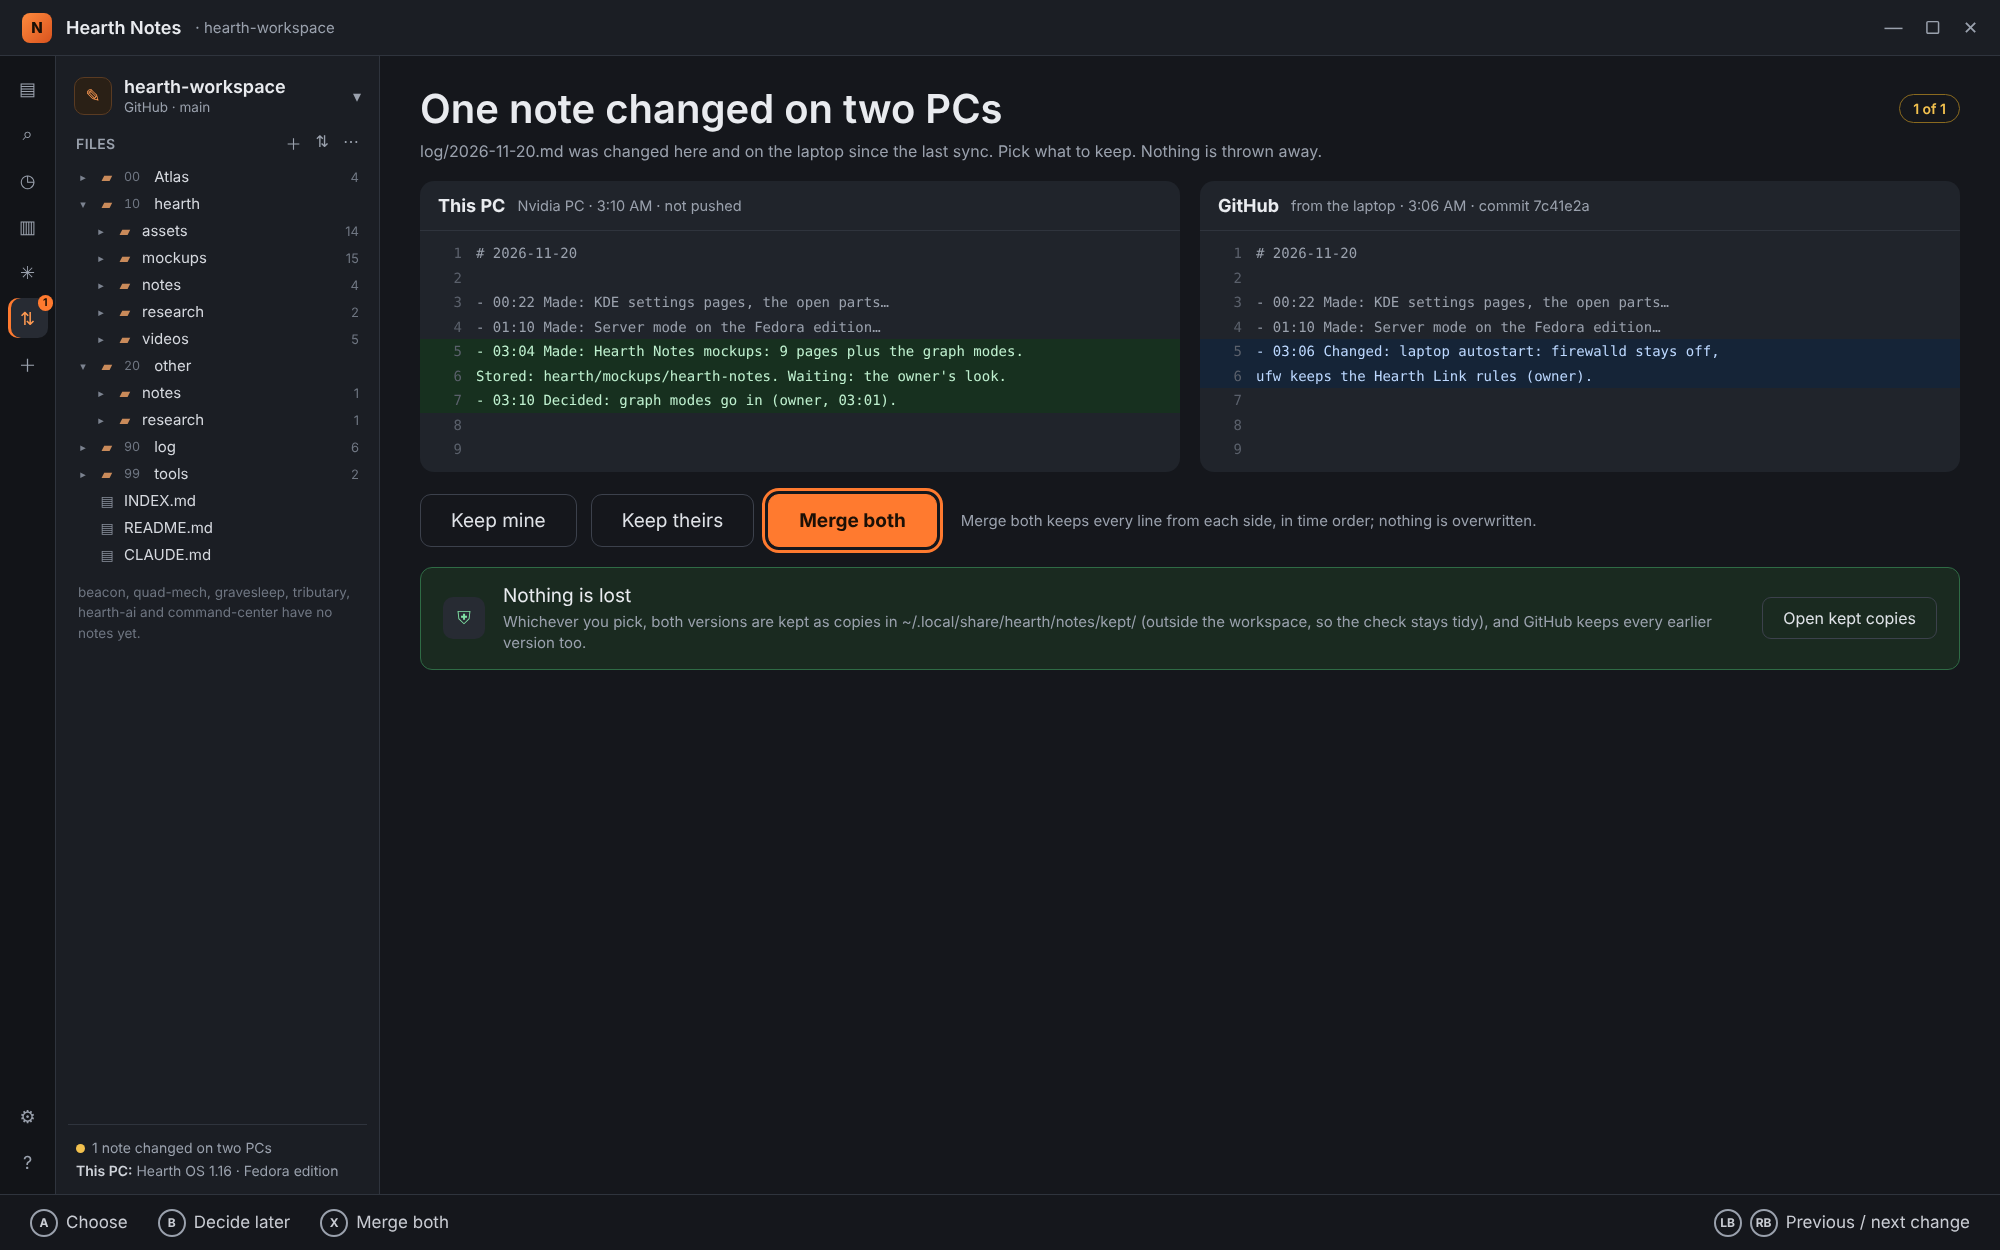 N Hearth Notes · hearth-workspace
hearth-workspace
GitHub · main
FILES
00 Atlas 4
10 hearth
assets 14
mockups 15
notes 4
research 2
videos 5
20 other
notes 1
research 1
90 log 6
99 tools 2
INDEX.md
README.md
CLAUDE.md
beacon, quad-mech, gravesleep, tributary,
hearth-ai and command-center have no
notes yet.
1
?
1 note changed on two PCs
This PC: Hearth OS 1.16 · Fedora edition
One note changed on two PCs
1 of 1
log/2026-11-20.md was changed here and on the laptop since the last sync. Pick what to keep. Nothing is thrown away.
This PC Nvidia PC · 3:10 AM · not pushed
1 # 2026-11-20
2
3 - 00:22 Made: KDE settings pages, the open parts…
4 - 01:10 Made: Server mode on the Fedora edition…
5 - 03:04 Made: Hearth Notes mockups: 9 pages plus the graph modes.
6 Stored: hearth/mockups/hearth-notes. Waiting: the owner's look.
7 - 03:10 Decided: graph modes go in (owner, 03:01).
8
9
GitHub from the laptop · 3:06 AM · commit 7c41e2a
1 # 2026-11-20
2
3 - 00:22 Made: KDE settings pages, the open parts…
4 - 01:10 Made: Server mode on the Fedora edition…
5 - 03:06 Changed: laptop autostart: firewalld stays off,
6 ufw keeps the Hearth Link rules (owner).
7
8
9
Keep mine Keep theirs Merge both Merge both keeps every line from each side, in time order; nothing is overwritten.
Nothing is lost
Whichever you pick, both versions are kept as copies in ~/.local/share/hearth/notes/kept/ (outside the workspace, so the check stays tidy), and GitHub keeps every earlier
version too.
Open kept copies
A Choose B Decide later X Merge both LB RB Previous / next change